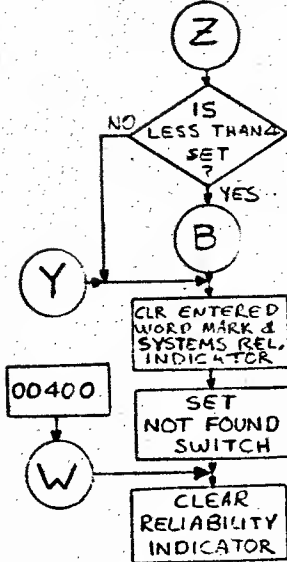 Z
IS
LESS THAN 4
SET
?
NO
YES
B
Y
CLR ENTERED
WORD MARK &
SYSTEMS REL.
INDICATOR
00400
SET
NOT FOUND
SWITCH
W
CLEAR
RELIABILITY
INDICATOR